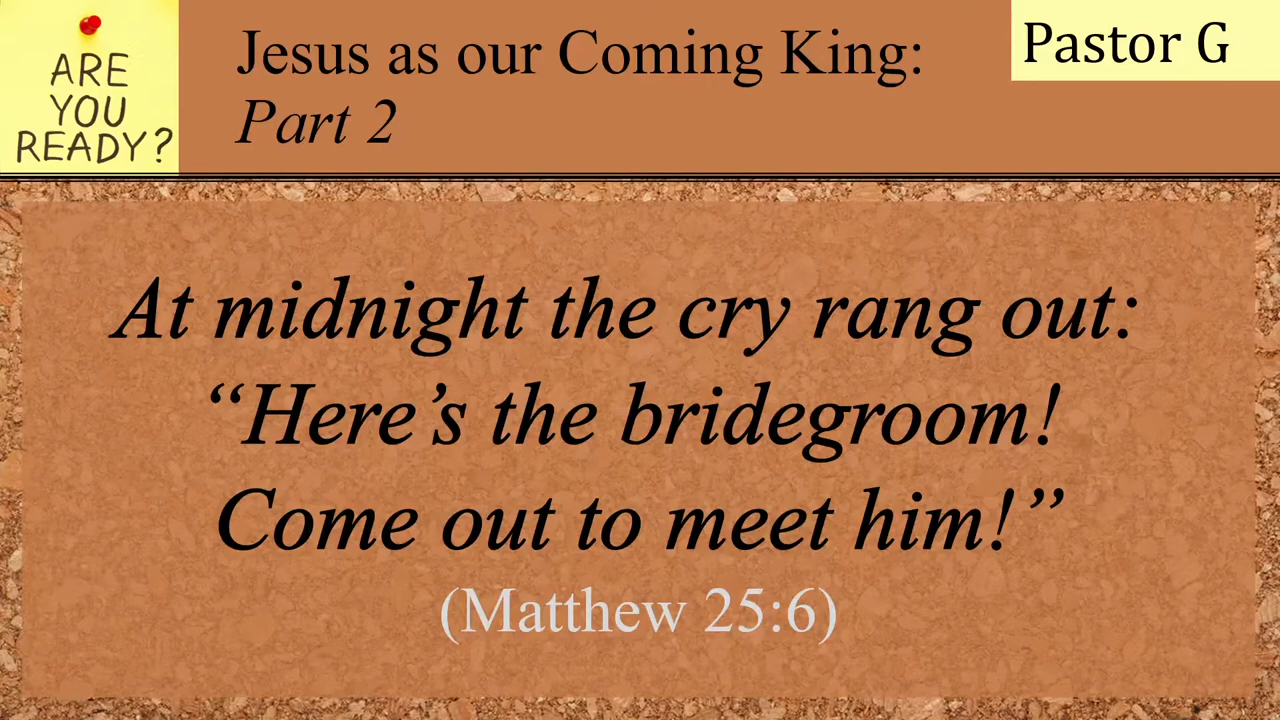 ARE
YOU
READY?
Jesus as our Coming King:
Part 2
Pastor G
At midnight the cry rang out:
“Here’s the bridegroom!
Come out to meet him!”
(Matthew 25:6)